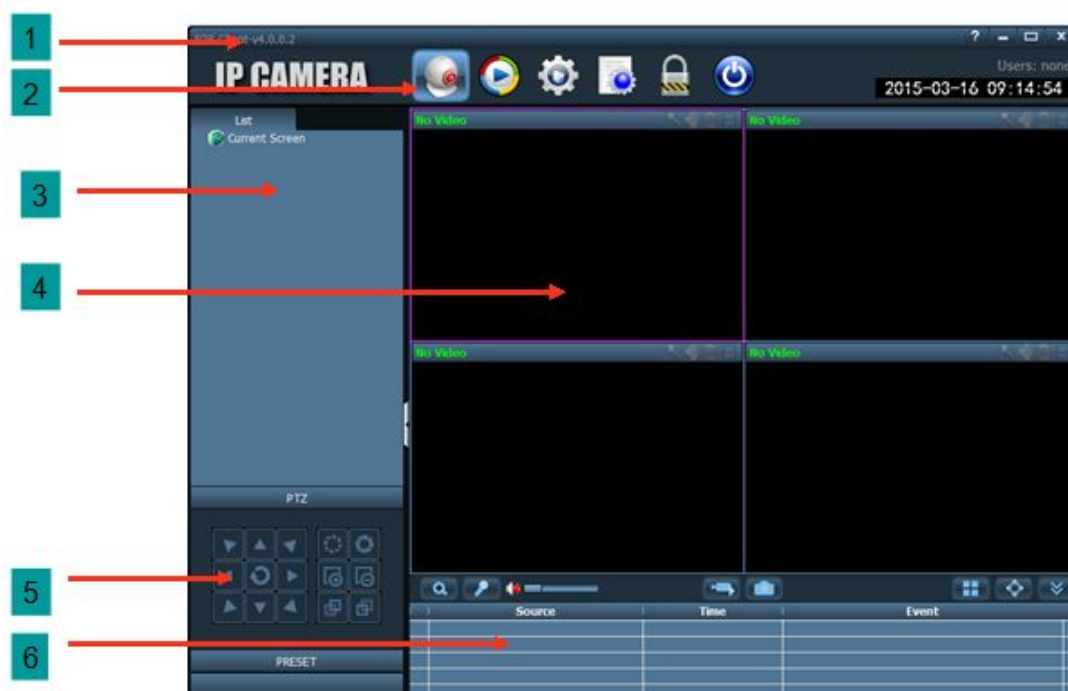 1
P2P Client-v4.0.0.2
2
IP CAMERA
Users: none
2015-03-16 09:14:54
List
Current Screen
No Video
No Video
3
4
No Video
No Video
PTZ
5
Source Time Event
6
PRESET